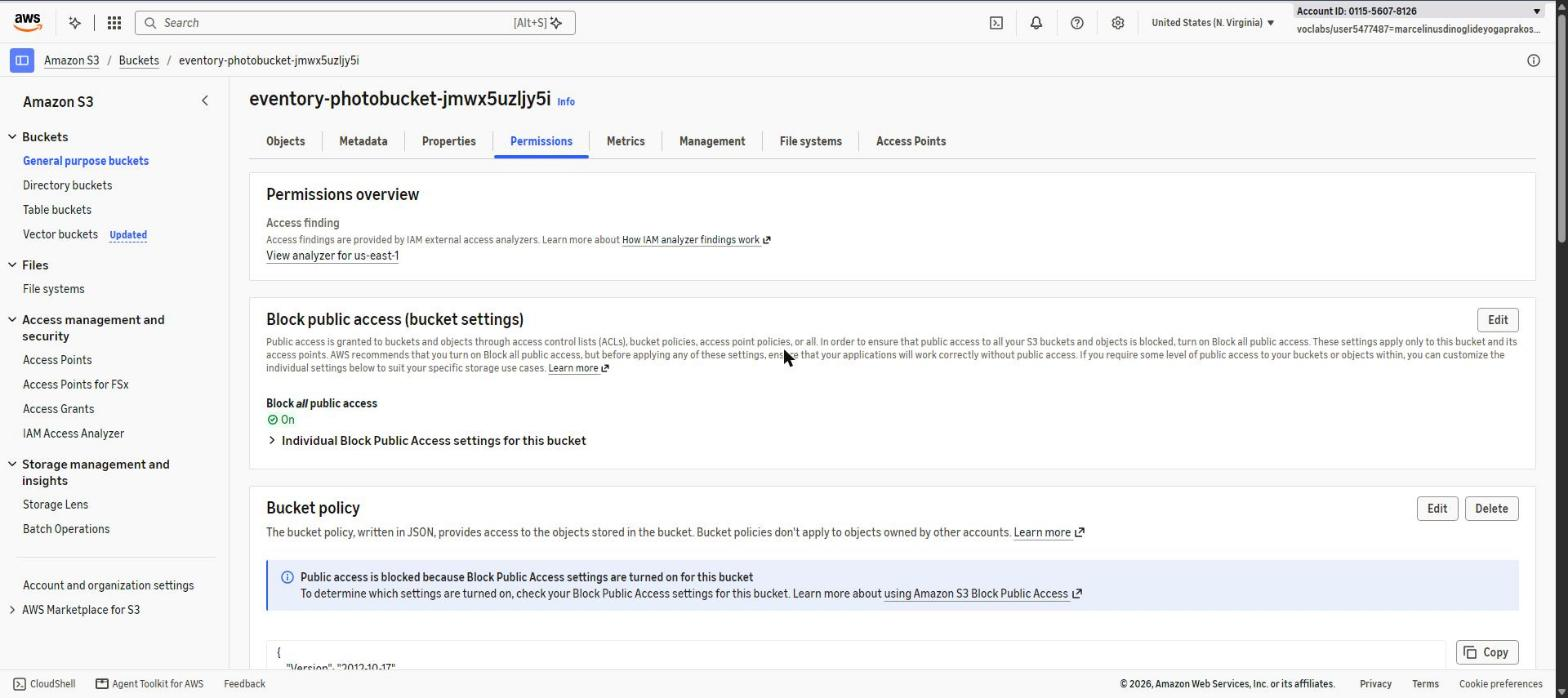 aws
Search
[Alt+S]
United States (N. Virginia)
Account ID: 0115-5607-8126
voclabs/user5477487=marcelinusdinoglideyogaprakos...
Amazon S3 / Buckets / eventory-photobucket-jmwx5uzljy5i
Amazon S3
Buckets
General purpose buckets
Directory buckets
Table buckets
Vector buckets Updated
Files
File systems
Access management and
security
Access Points
Access Points for FSx
Access Grants
IAM Access Analyzer
Storage management and
insights
Storage Lens
Batch Operations
Account and organization settings
AWS Marketplace for S3
eventory-photobucket-jmwx5uzljy5i Info
Objects Metadata Properties Permissions Metrics Management File systems Access Points
Permissions overview
Access finding
Access findings are provided by IAM external access analyzers. Learn more about How IAM analyzer findings work
View analyzer for us-east-1
Block public access (bucket settings)
Edit
Public access is granted to buckets and objects through access control lists (ACLs), bucket policies, access point policies, or all. In order to ensure that public access to all your S3 buckets and objects is blocked, turn on Block all public access. These settings apply only to this bucket and its
access points. AWS recommends that you turn on Block all public access, but before applying any of these settings, ensure that your applications will work correctly without public access. If you require some level of public access to your buckets or objects within, you can customize the
individual settings below to suit your specific storage use cases. Learn more
Block all public access
On
Individual Block Public Access settings for this bucket
Bucket policy
Edit
Delete
The bucket policy, written in JSON, provides access to the objects stored in the bucket. Bucket policies don't apply to objects owned by other accounts. Learn more
Public access is blocked because Block Public Access settings are turned on for this bucket
To determine which settings are turned on, check your Block Public Access settings for this bucket. Learn more about using Amazon S3 Block Public Access
{
Copy
"Version": "2012-10-17",
CloudShell Agent Toolkit for AWS Feedback
© 2026, Amazon Web Services, Inc. or its affiliates. Privacy Terms Cookie preferences